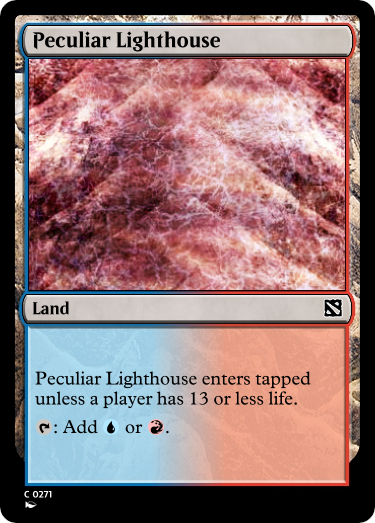 Peculiar Lighthouse
Land
Peculiar Lighthouse enters tapped
unless a player has 13 or less life.
: Add or .
C 0271